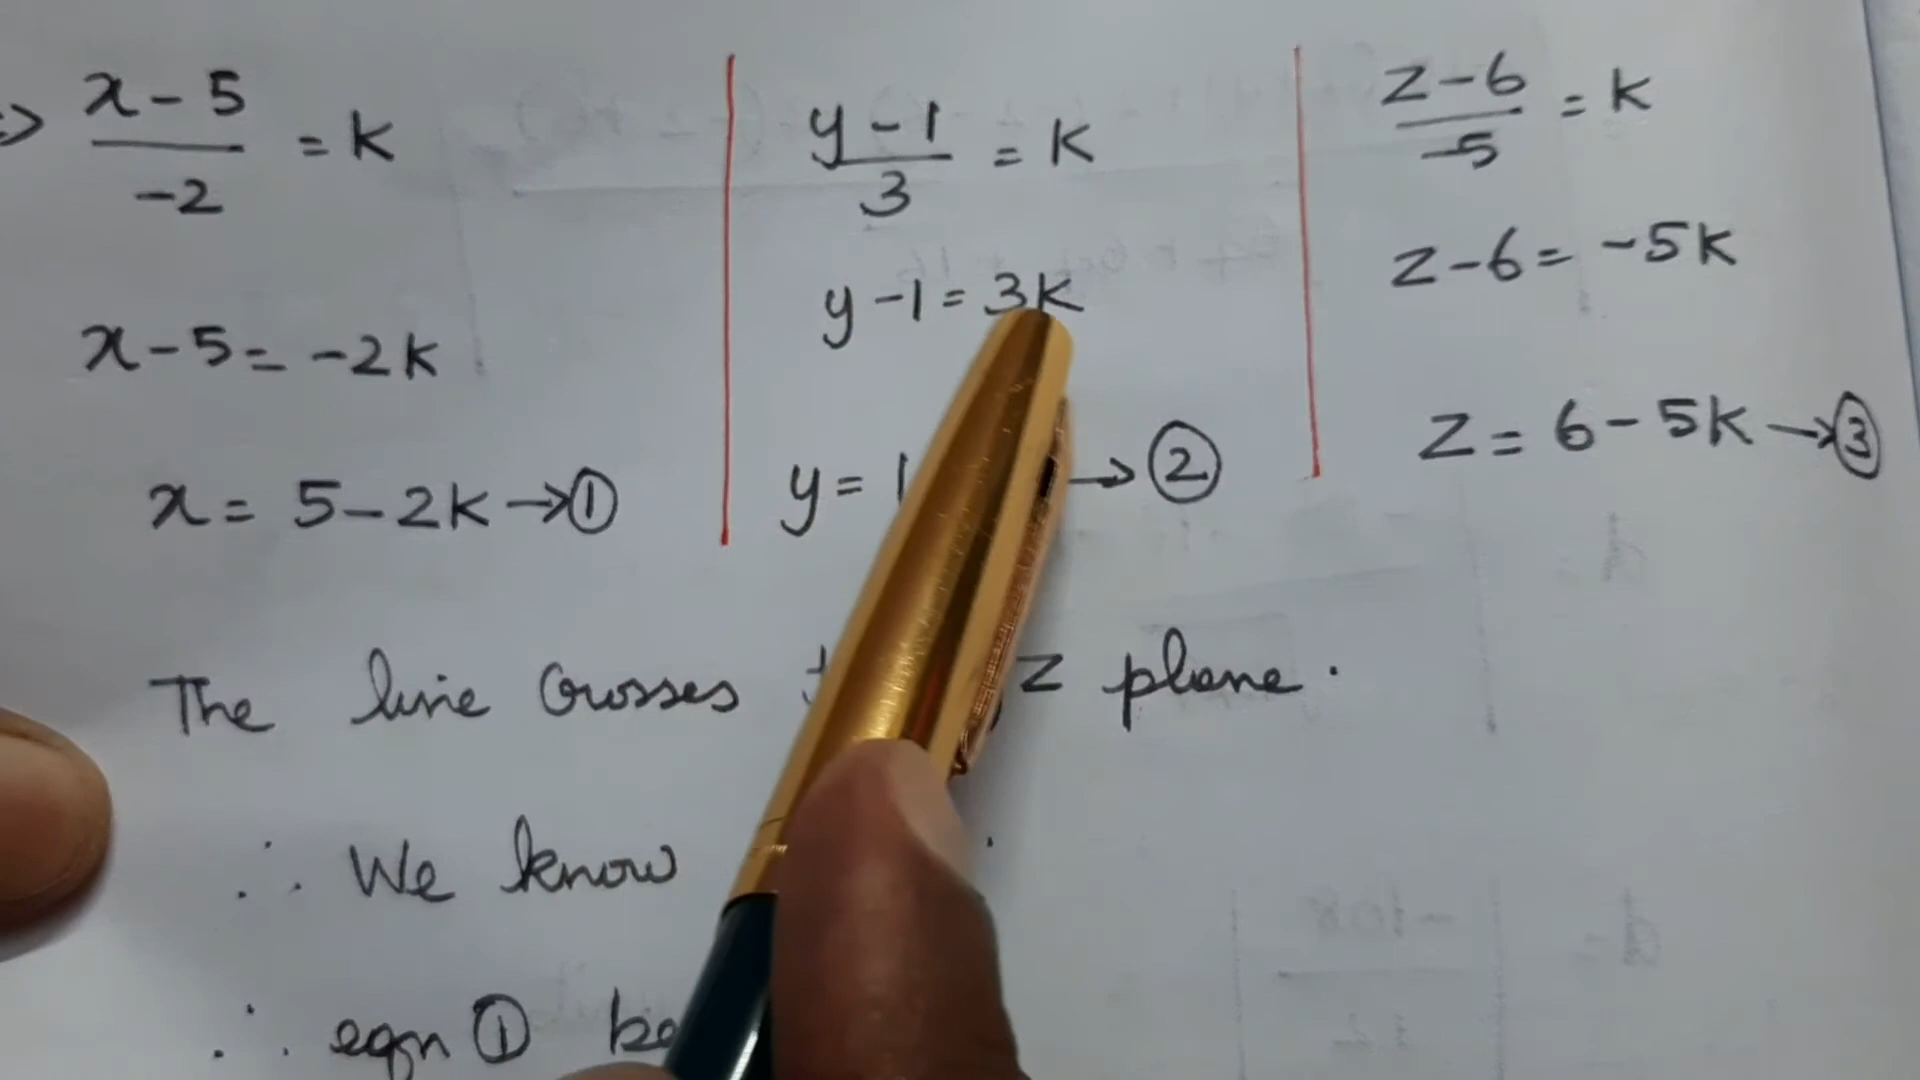 => x - 5 / -2 = k
x - 5 = -2k
x = 5 - 2k → ①
y - 1 / 3 = k
y - 1 = 3k
y = 1 → ②
z - 6 / -5 = k
z - 6 = -5k
z = 6 - 5k → ③
The line crosses z plane.
∴ We know
∴ eqn ①